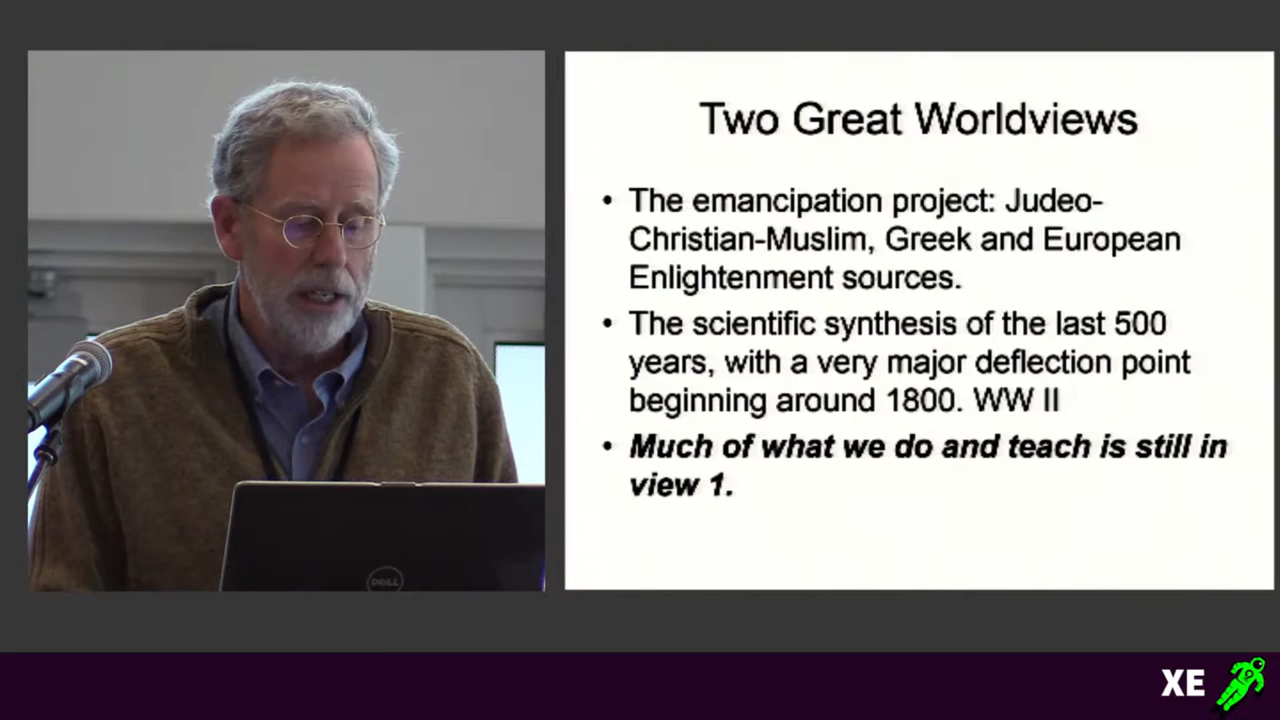 Two Great Worldviews
• The emancipation project: Judeo-
Christian-Muslim, Greek and European
Enlightenment sources.
• The scientific synthesis of the last 500
years, with a very major deflection point
beginning around 1800. WW II
• Much of what we do and teach is still in
view 1.
DELL
XE